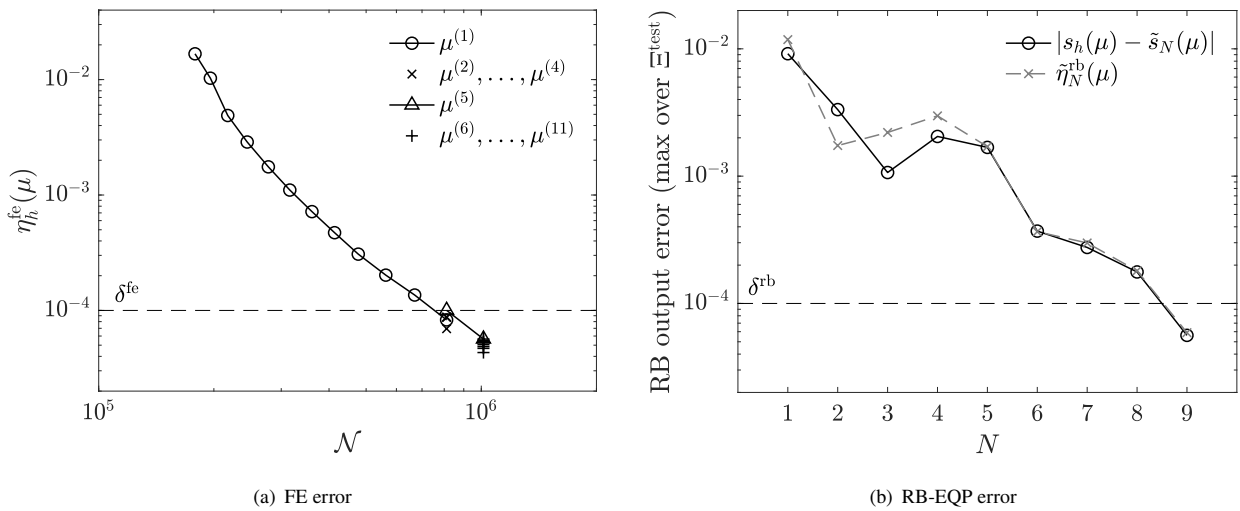 10^{-2}
10^{-3}
10^{-4}
η_h^{fe}(μ)
δ^{fe}
μ^{(1)}
μ^{(2)}, . . . , μ^{(4)}
μ^{(5)}
μ^{(6)}, . . . , μ^{(11)}
10^5
10^6
𝒩
(a) FE error
10^{-2}
10^{-3}
10^{-4}
RB output error (max over Ξ^{test})
δ^{rb}
|s_h(μ) − s̃_N(μ)|
η̃_N^{rb}(μ)
1 2 3 4 5 6 7 8 9
N
(b) RB-EQP error